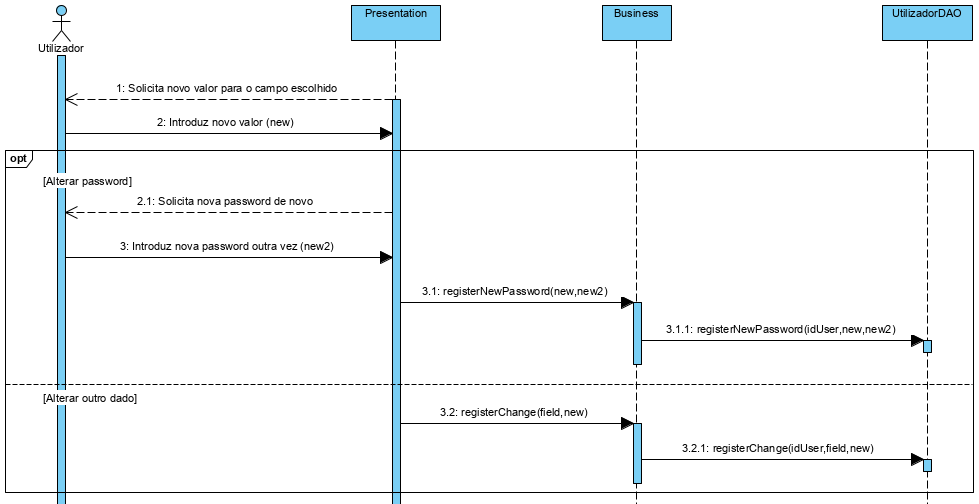 Utilizador
Presentation
Business
UtilizadorDAO
1: Solicita novo valor para o campo escolhido
2: Introduz novo valor (new)
opt
[Alterar password]
2.1: Solicita nova password de novo
3: Introduz nova password outra vez (new2)
3.1: registerNewPassword(new,new2)
3.1.1: registerNewPassword(idUser,new,new2)
[Alterar outro dado]
3.2: registerChange(field,new)
3.2.1: registerChange(idUser,field,new)